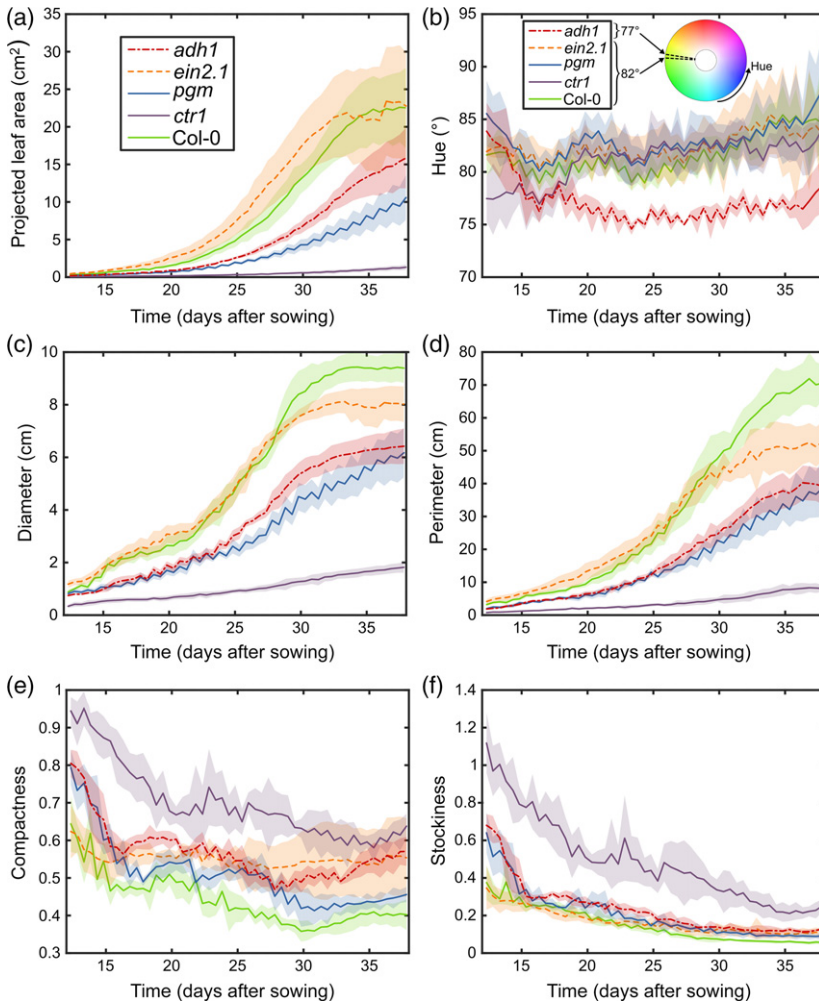 (a)
35
30
25
20
15
10
5
0
Projected leaf area (cm²)
adh1
ein2.1
pgm
ctr1
Col-0
15 20 25 30 35
Time (days after sowing)
(b)
95
90
85
80
75
70
Hue (°)
adh1 }77°
ein2.1
pgm
82°
ctr1
Col-0
Hue
15 20 25 30 35
Time (days after sowing)
(c)
10
8
6
4
2
0
Diameter (cm)
15 20 25 30 35
Time (days after sowing)
(d)
80
70
60
50
40
30
20
10
0
Perimeter (cm)
15 20 25 30 35
Time (days after sowing)
(e)
1
0.9
0.8
0.7
0.6
0.5
0.4
0.3
Compactness
15 20 25 30 35
Time (days after sowing)
(f)
1.4
1.2
1
0.8
0.6
0.4
0.2
0
Stockiness
15 20 25 30 35
Time (days after sowing)